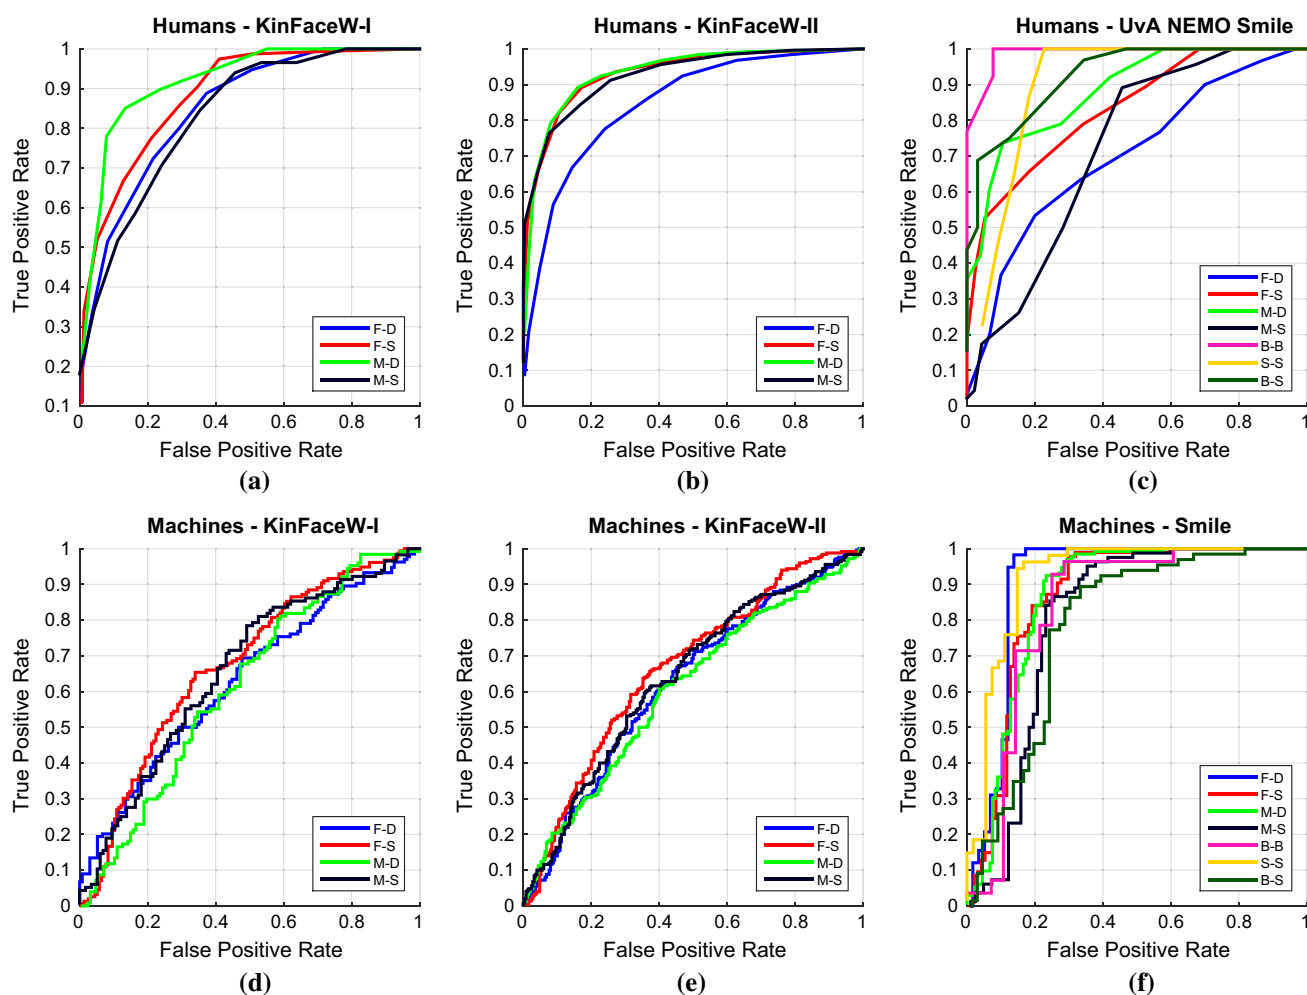 Humans - KinFaceW-I
True Positive Rate
1
0.9
0.8
0.7
0.6
0.5
0.4
0.3
0.2
0.1
F-D
F-S
M-D
M-S
0 0.2 0.4 0.6 0.8 1
False Positive Rate
(a)
Humans - KinFaceW-II
True Positive Rate
1
0.9
0.8
0.7
0.6
0.5
0.4
0.3
0.2
0.1
0
F-D
F-S
M-D
M-S
0 0.2 0.4 0.6 0.8 1
False Positive Rate
(b)
Humans - UvA NEMO Smile
True Positive Rate
1
0.9
0.8
0.7
0.6
0.5
0.4
0.3
0.2
0.1
0
F-D
F-S
M-D
M-S
B-B
S-S
B-S
0 0.2 0.4 0.6 0.8 1
False Positive Rate
(c)
Machines - KinFaceW-I
True Positive Rate
1
0.9
0.8
0.7
0.6
0.5
0.4
0.3
0.2
0.1
0
F-D
F-S
M-D
M-S
0 0.2 0.4 0.6 0.8 1
False Positive Rate
(d)
Machines - KinFaceW-II
True Positive Rate
1
0.9
0.8
0.7
0.6
0.5
0.4
0.3
0.2
0.1
0
F-D
F-S
M-D
M-S
0 0.2 0.4 0.6 0.8 1
False Positive Rate
(e)
Machines - Smile
True Positive Rate
1
0.9
0.8
0.7
0.6
0.5
0.4
0.3
0.2
0.1
0
F-D
F-S
M-D
M-S
B-B
S-S
B-S
0 0.2 0.4 0.6 0.8 1
False Positive Rate
(f)